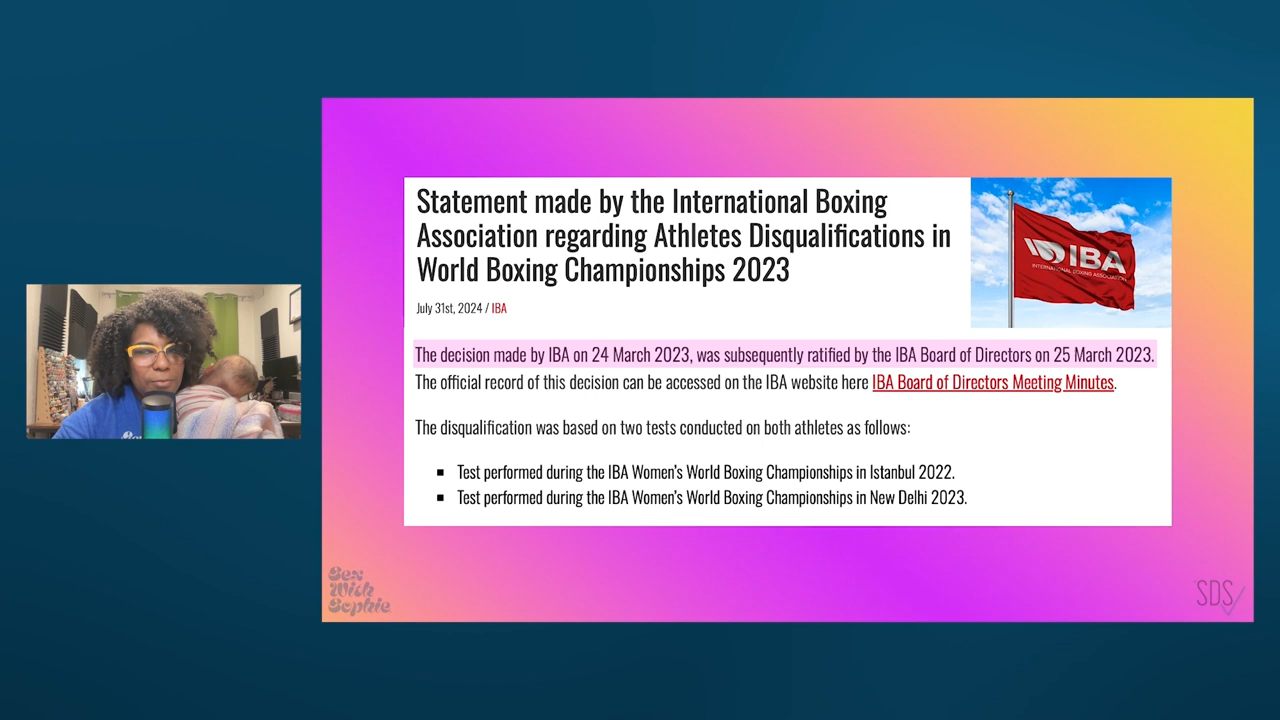 Statement made by the International Boxing
Association regarding Athletes Disqualifications in
World Boxing Championships 2023
July 31st, 2024 / IBA
IBA
INTERNATIONAL BOXING ASSOCIATION
The decision made by IBA on 24 March 2023, was subsequently ratified by the IBA Board of Directors on 25 March 2023.
The official record of this decision can be accessed on the IBA website here IBA Board of Directors Meeting Minutes.
The disqualification was based on two tests conducted on both athletes as follows:
▪ Test performed during the IBA Women's World Boxing Championships in Istanbul 2022.
▪ Test performed during the IBA Women's World Boxing Championships in New Delhi 2023.
Sex
With
Sophie
SDS